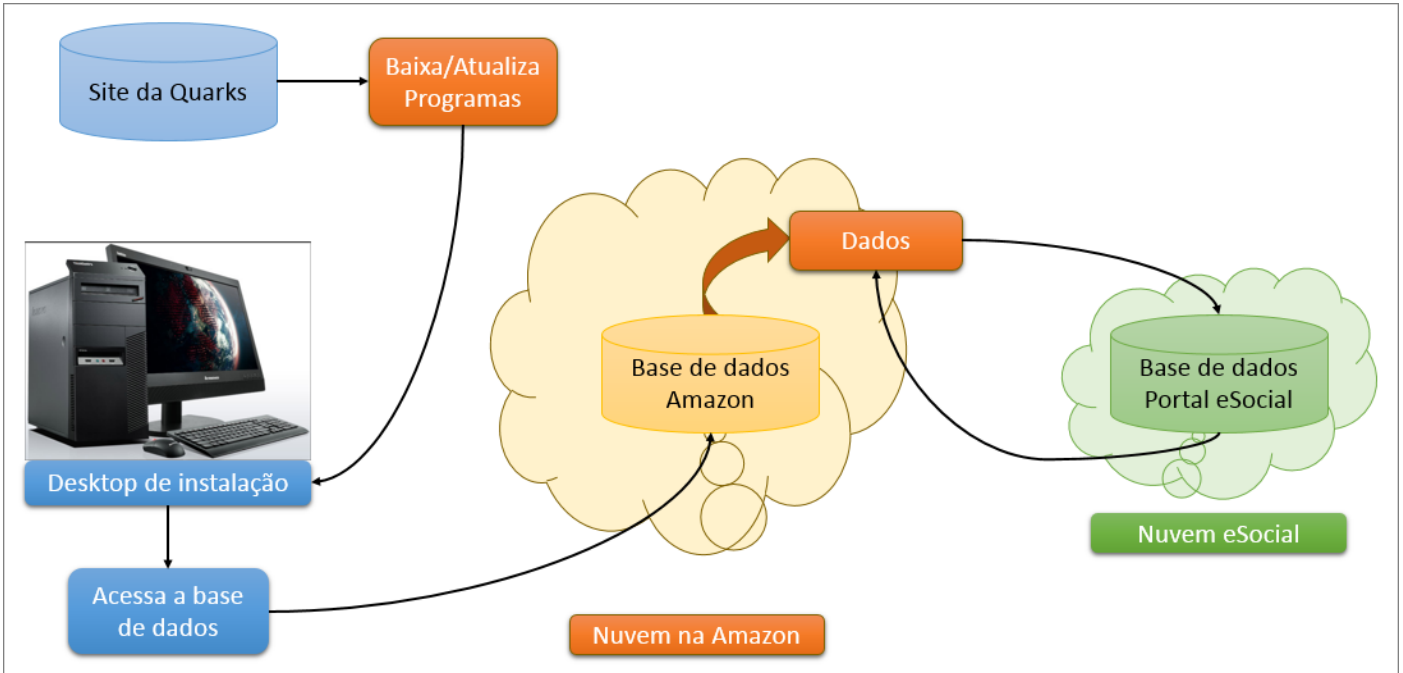 Site da Quarks
Baixa/Atualiza
Programas
Dados
Base de dados
Amazon
Base de dados
Portal eSocial
Desktop de instalação
Nuvem eSocial
Acessa a base
de dados
Nuvem na Amazon